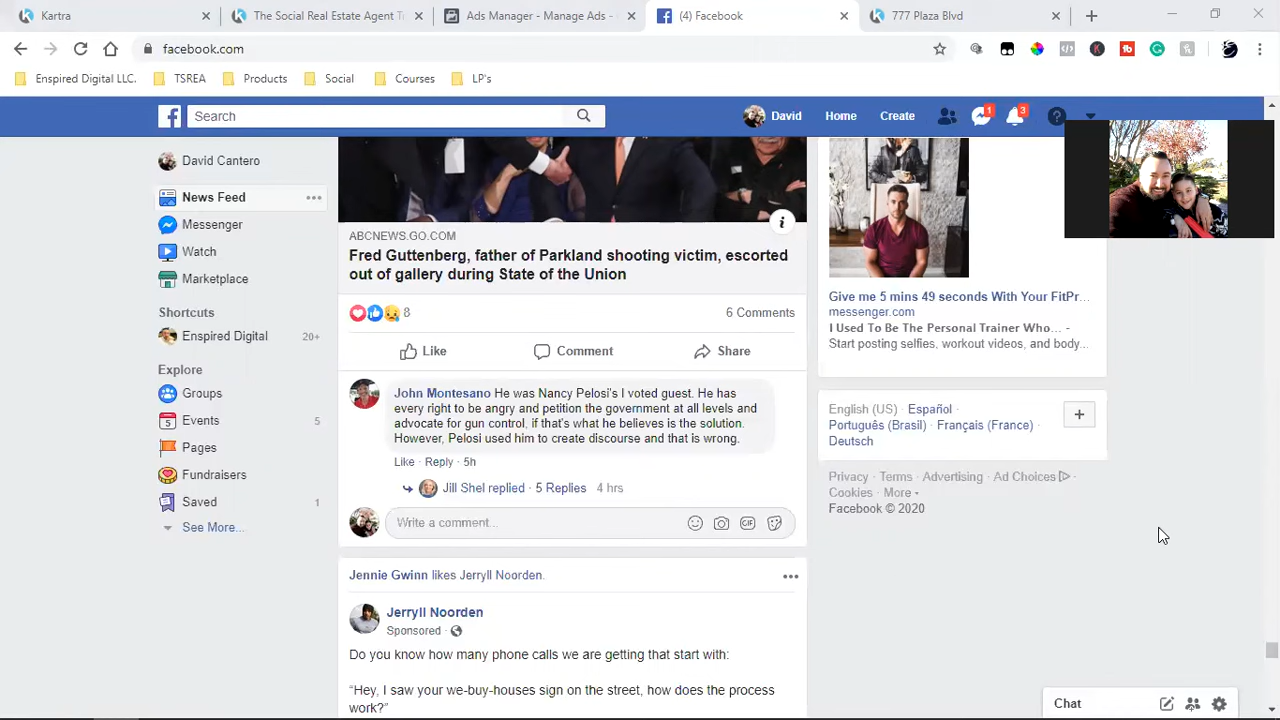 Kartra
The Social Real Estate Agent Ti
Ads Manager - Manage Ads -
(4) Facebook
777 Plaza Blvd
facebook.com
Enspired Digital LLC.
TSREA
Products
Social
Courses
LP's
Search
David
Home
Create
1
3
David Cantero
News Feed
Messenger
Watch
Marketplace
Shortcuts
Enspired Digital
20+
Explore
Groups
Events
5
Pages
Fundraisers
Saved
1
See More...
ABCNEWS.GO.COM
Fred Guttenberg, father of Parkland shooting victim, escorted
out of gallery during State of the Union
8
6 Comments
Like
Comment
Share
John Montesano He was Nancy Pelosi's I voted guest. He has
every right to be angry and petition the government at all levels and
advocate for gun control, if that's what he believes is the solution.
However, Pelosi used him to create discourse and that is wrong.
Like · Reply · 5h
Jill Shel replied · 5 Replies 4 hrs
Write a comment...
GIF
Jennie Gwinn likes Jerryll Noorden.
Jerryll Noorden
Sponsored ·
Do you know how many phone calls we are getting that start with:
“Hey, I saw your we-buy-houses sign on the street, how does the process
work?”
Give me 5 mins 49 seconds With Your FitPr...
messenger.com
I Used To Be The Personal Trainer Who... -
Start posting selfies, workout videos, and body...
English (US) · Español ·
Português (Brasil) · Français (France) ·
Deutsch
Privacy · Terms · Advertising · Ad Choices ·
Cookies · More
Facebook © 2020
Chat